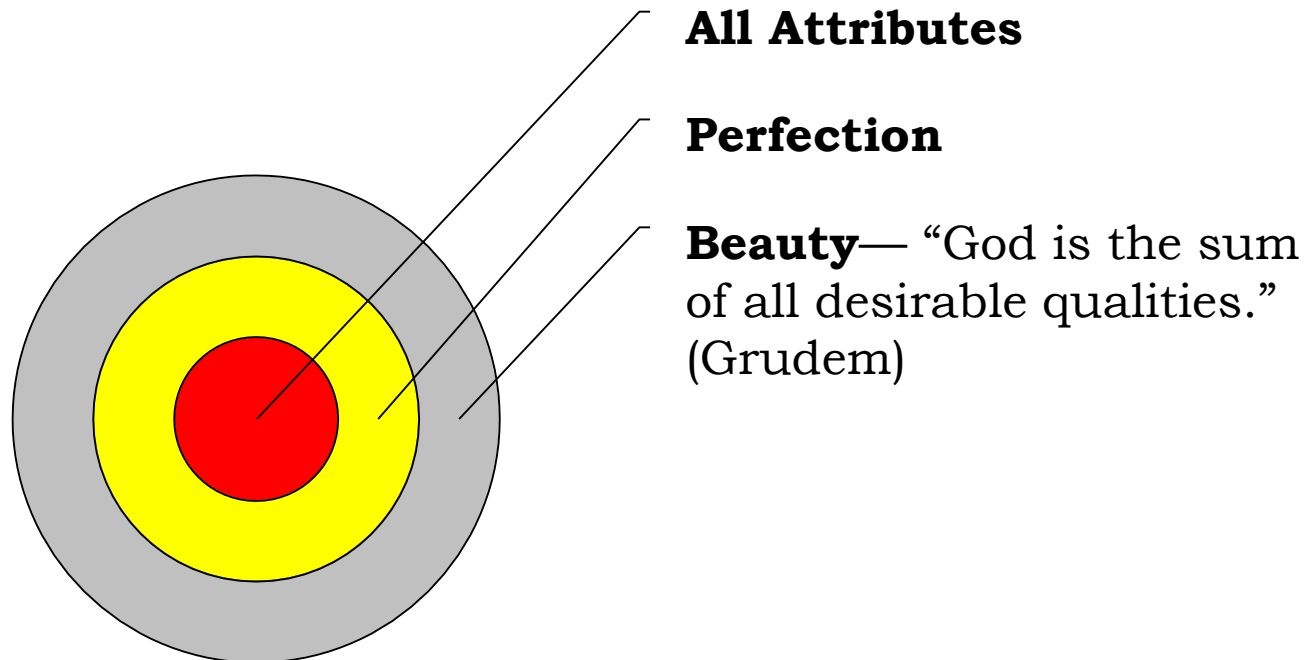 All Attributes
Perfection
Beauty— “God is the sum
of all desirable qualities.”
(Grudem)